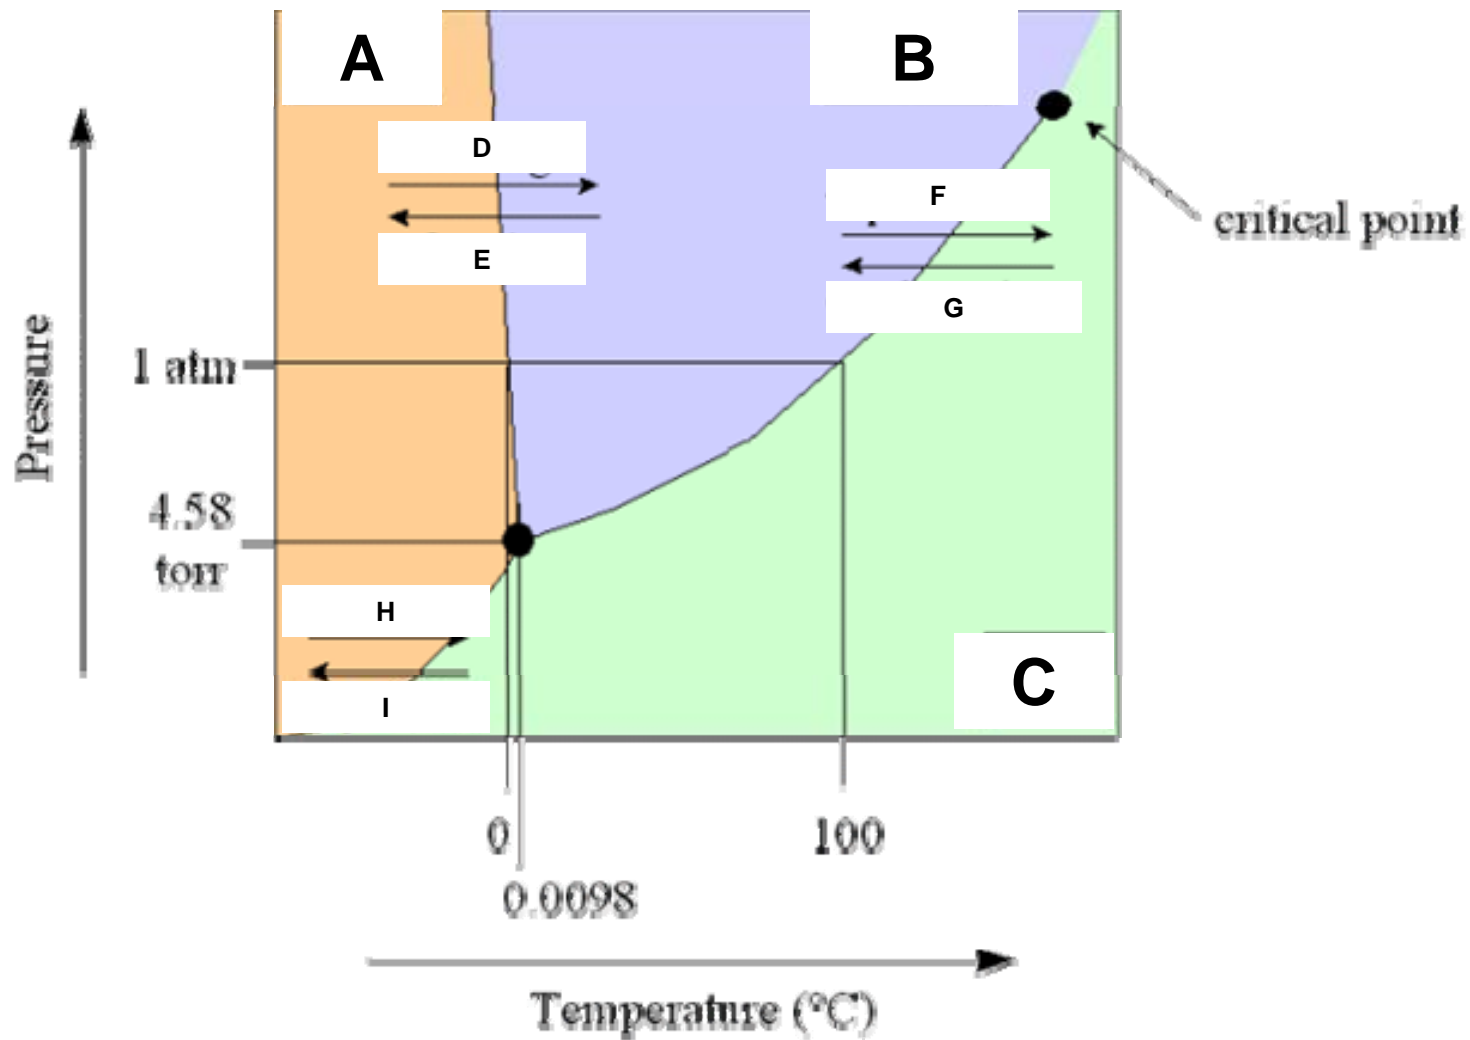 A
B
D
F
critical point
E
G
Pressure
1 atm
4.58
torr
H
C
I
0
100
0.0098
Temperature (°C)